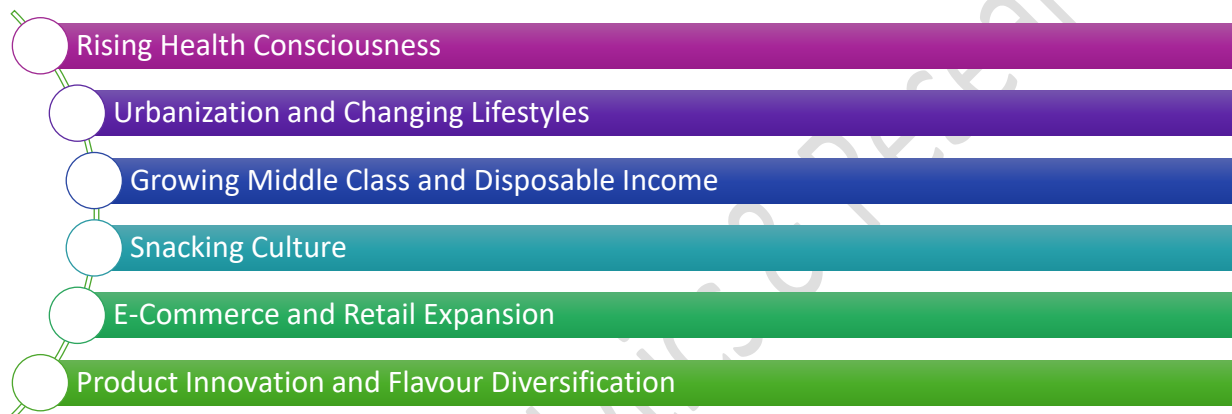 Rising Health Consciousness
Urbanization and Changing Lifestyles
Growing Middle Class and Disposable Income
Snacking Culture
E-Commerce and Retail Expansion
Product Innovation and Flavour Diversification